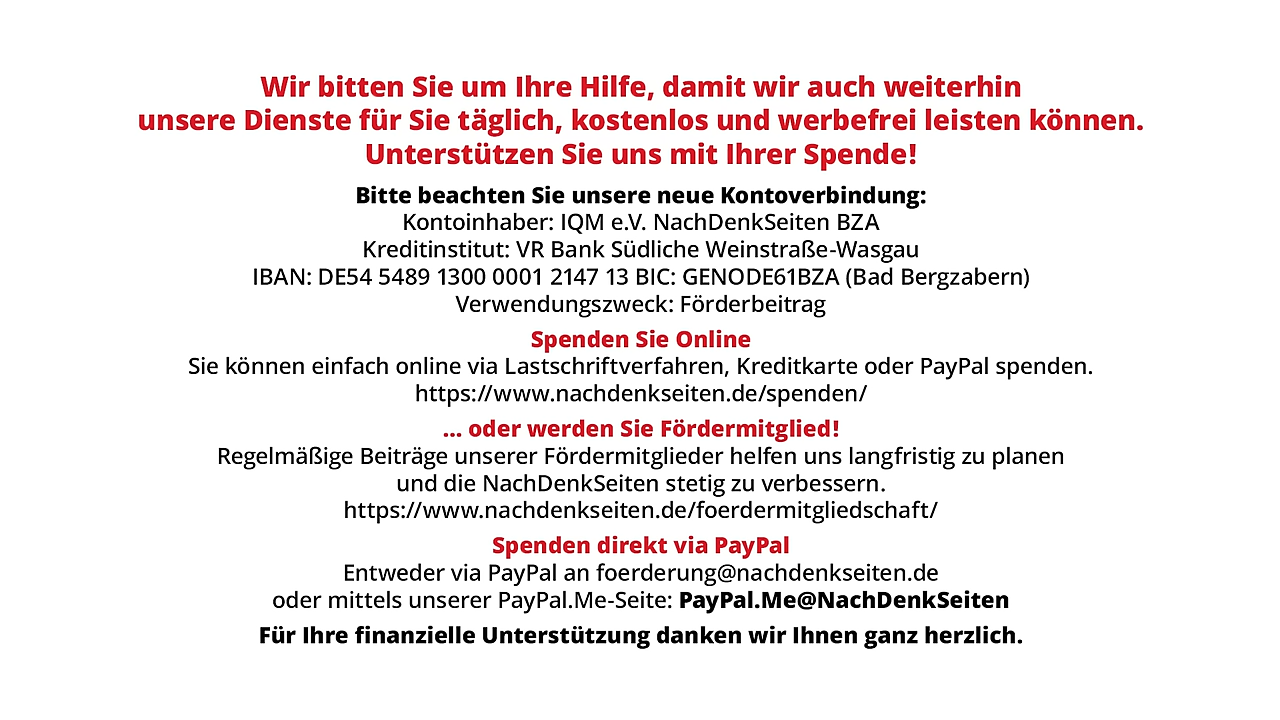 Wir bitten Sie um Ihre Hilfe, damit wir auch weiterhin
unsere Dienste für Sie täglich, kostenlos und werbefrei leisten können.
Unterstützen Sie uns mit Ihrer Spende!
Bitte beachten Sie unsere neue Kontoverbindung:
Kontoinhaber: IQM e.V. NachDenkSeiten BZA
Kreditinstitut: VR Bank Südliche Weinstraße-Wasgau
IBAN: DE54 5489 1300 0001 2147 13 BIC: GENODE61BZA (Bad Bergzabern)
Verwendungszweck: Förderbeitrag
Spenden Sie Online
Sie können einfach online via Lastschriftverfahren, Kreditkarte oder PayPal spenden.
https://www.nachdenkseiten.de/spenden/
... oder werden Sie Fördermitglied!
Regelmäßige Beiträge unserer Fördermitglieder helfen uns langfristig zu planen
und die NachDenkSeiten stetig zu verbessern.
https://www.nachdenkseiten.de/foerdermitgliedschaft/
Spenden direkt via PayPal
Entweder via PayPal an foerderung@nachdenkseiten.de
oder mittels unserer PayPal.Me-Seite: PayPal.Me@NachDenkSeiten
Für Ihre finanzielle Unterstützung danken wir Ihnen ganz herzlich.